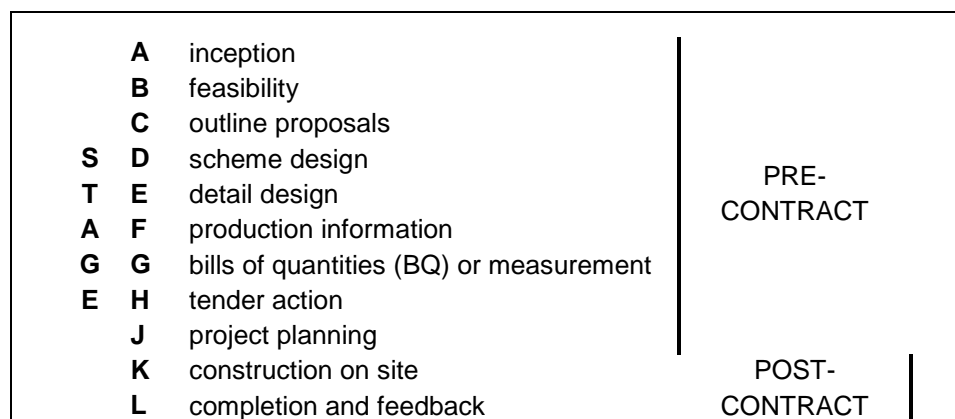 A inception
B feasibility
C outline proposals
S D scheme design
T E detail design
A F production information
G G bills of quantities (BQ) or measurement
E H tender action
J project planning
K construction on site
L completion and feedback
PRE-
CONTRACT
POST-
CONTRACT